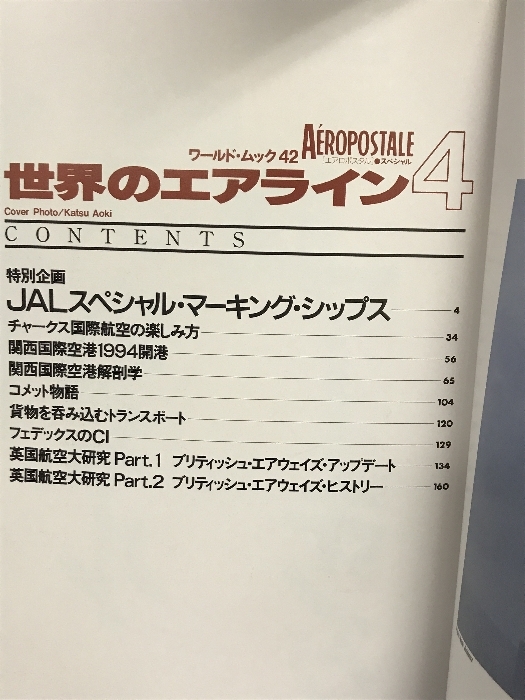 AÉROPOSTALE
ワールド・ムック42
「エアロポスタル」●スペシャル
世界のエアライン4
Cover Photo/Katsu Aoki
CONTENTS
特別企画
JALスペシャル・マーキング・シップス 4
チャークス国際航空の楽しみ方 34
関西国際空港1994開港 56
関西国際空港解剖学 65
コメット物語 104
貨物を呑み込むトランスポート 120
フェデックスのCI 129
英国航空大研究 Part.1 ブリティッシュ・エアウェイズ・アップデート 134
英国航空大研究 Part.2 ブリティッシュ・エアウェイズ・ヒストリー 160